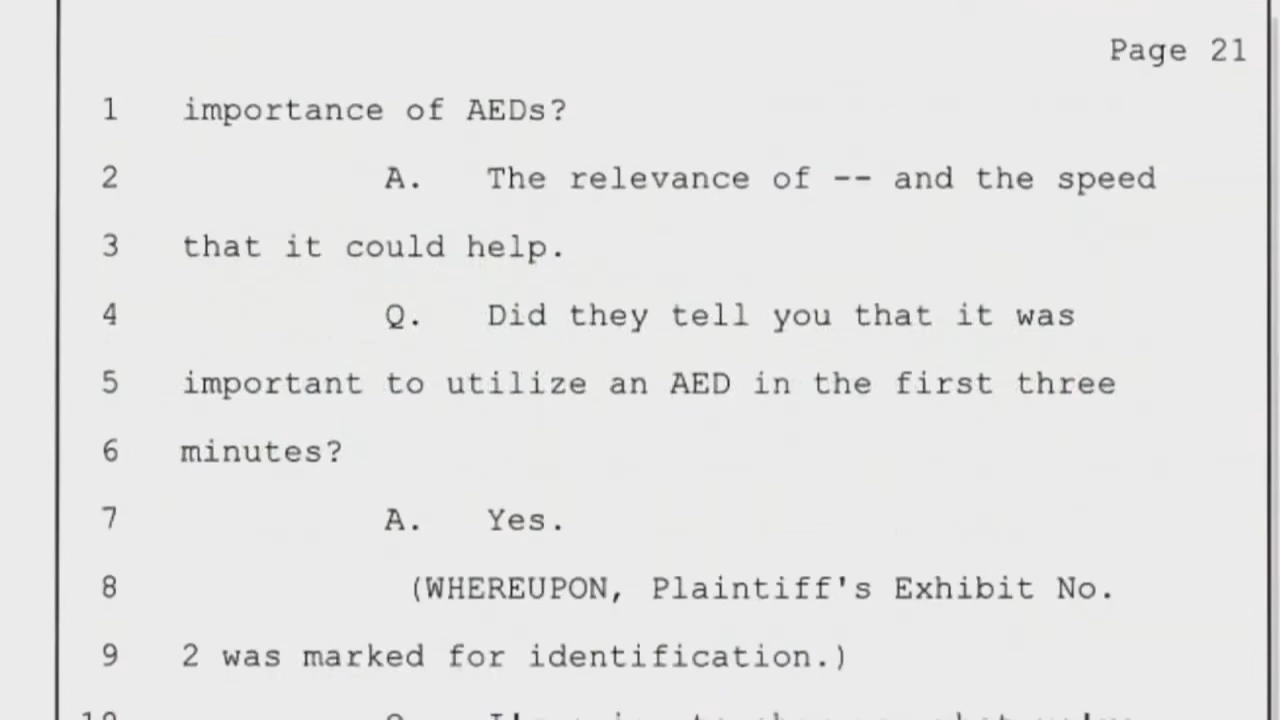 Page 21
1 importance of AEDs?
2 A. The relevance of -- and the speed
3 that it could help.
4 Q. Did they tell you that it was
5 important to utilize an AED in the first three
6 minutes?
7 A. Yes.
8 (WHEREUPON, Plaintiff's Exhibit No.
9 2 was marked for identification.)
10 Q.